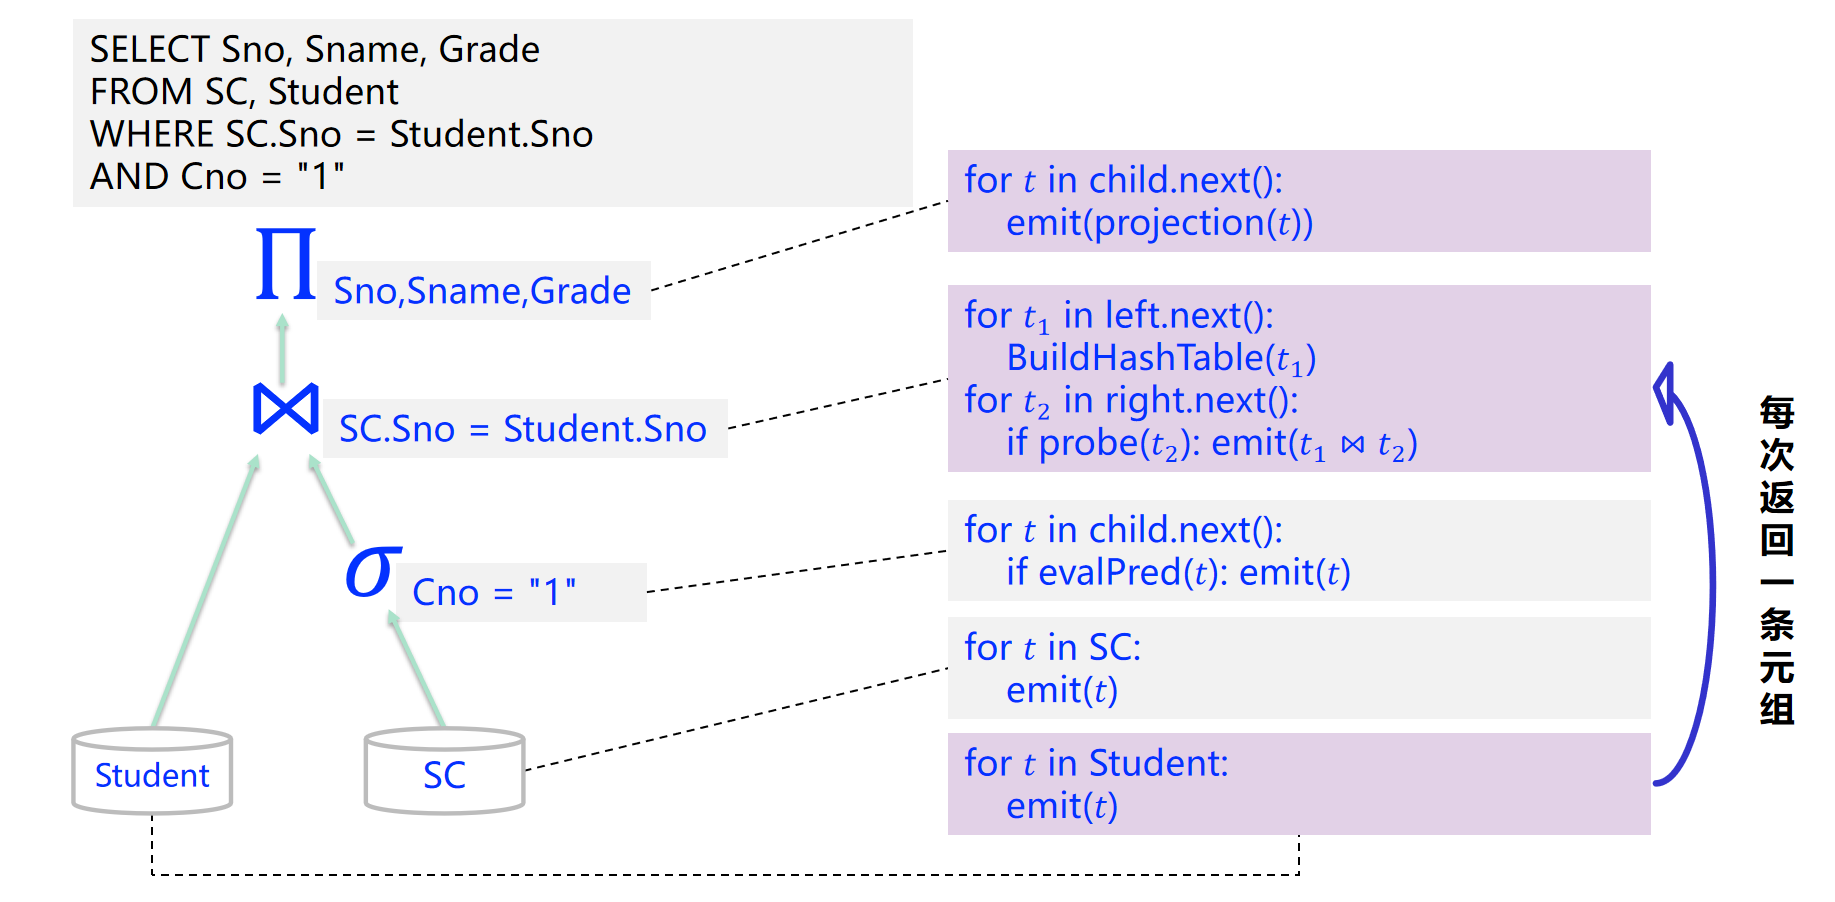 SELECT Sno, Sname, Grade
FROM SC, Student
WHERE SC.Sno = Student.Sno
AND Cno = "1"
∏
Sno,Sname,Grade
⋈
SC.Sno = Student.Sno
σ
Cno = "1"
Student
SC
for t in child.next():
emit(projection(t))
for t₁ in left.next():
BuildHashTable(t₁)
for t₂ in right.next():
if probe(t₂): emit(t₁ ⋈ t₂)
for t in child.next():
if evalPred(t): emit(t)
for t in SC:
emit(t)
for t in Student:
emit(t)
每次返回一条元组